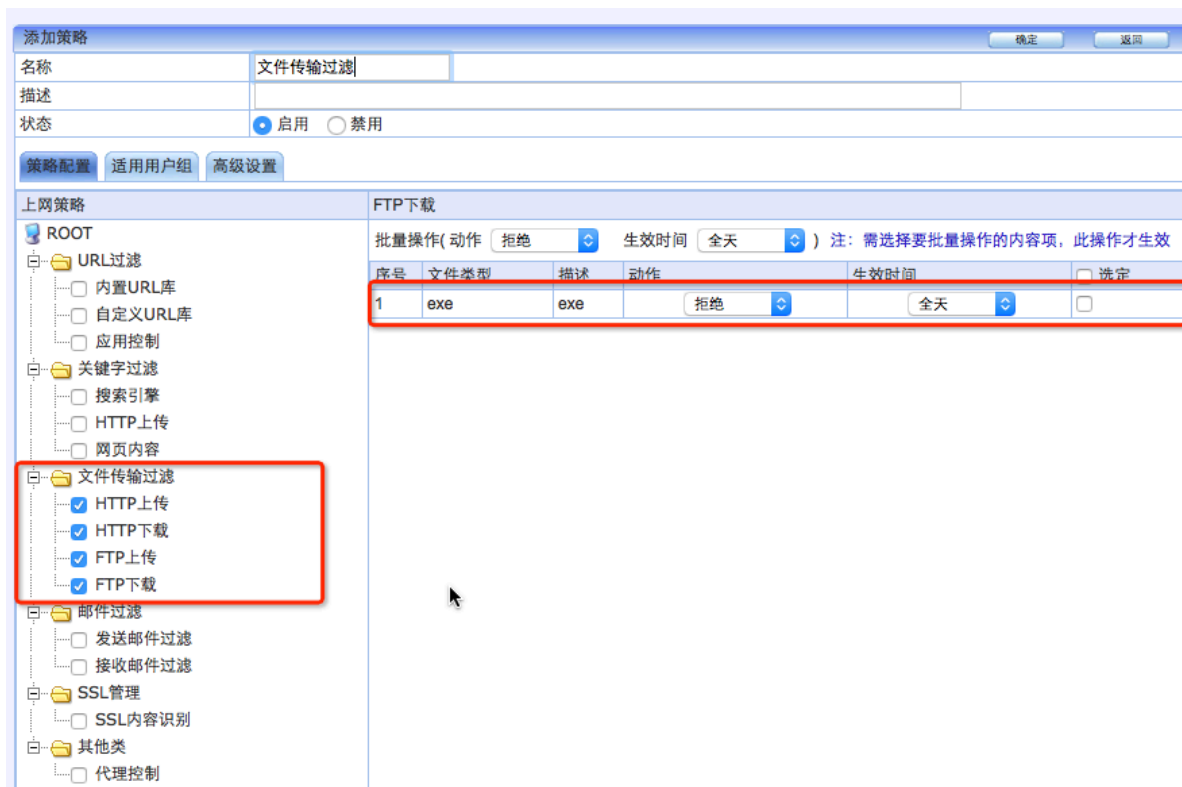 添加策略 确定 返回
名称 文件传输过滤
描述
状态 启用 禁用
策略配置 适用用户组 高级设置
上网策略
ROOT
URL过滤
内置URL库
自定义URL库
应用控制
关键字过滤
搜索引擎
HTTP上传
网页内容
文件传输过滤
HTTP上传
HTTP下载
FTP上传
FTP下载
邮件过滤
发送邮件过滤
接收邮件过滤
SSL管理
SSL内容识别
其他类
代理控制
FTP下载
批量操作( 动作 拒绝 生效时间 全天 ) 注：需选择要批量操作的内容项，此操作才生效
序号 文件类型 描述 动作 生效时间 选定
1 exe exe 拒绝 全天